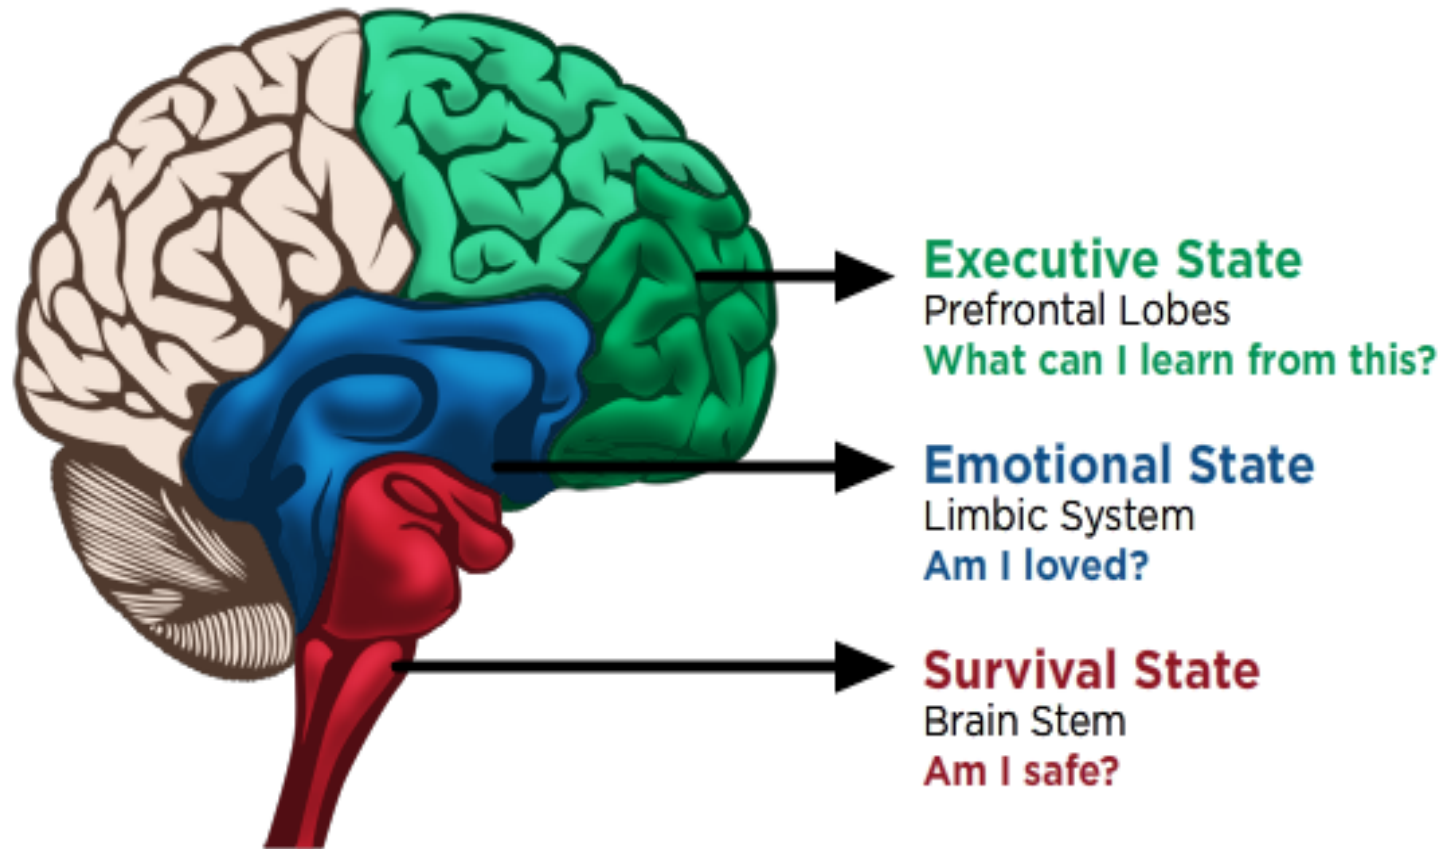 Executive State
Prefrontal Lobes
What can I learn from this?
Emotional State
Limbic System
Am I loved?
Survival State
Brain Stem
Am I safe?